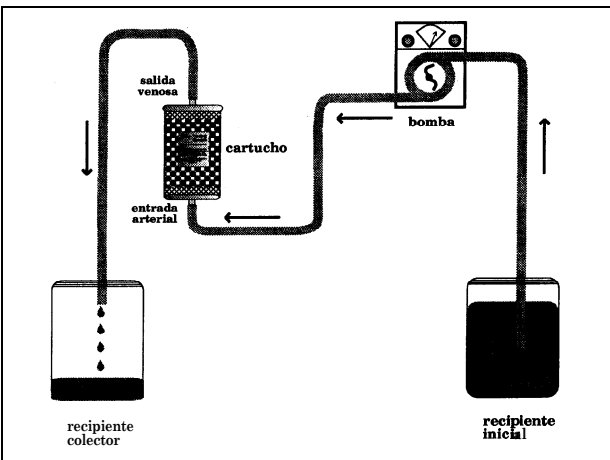 salida
venosa
bomba
cartucho
entrada
arterial
recipiente
colector
recipiente
inicial